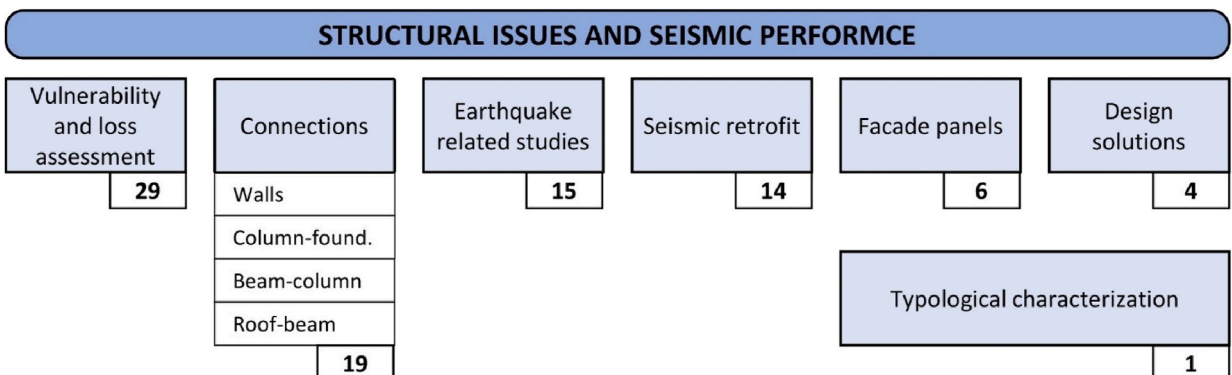 STRUCTURAL ISSUES AND SEISMIC PERFORMCE
Vulnerability
and loss
assessment
29
Connections
Walls
Column-found.
Beam-column
Roof-beam
19
Earthquake
related studies
15
Seismic retrofit
14
Facade panels
6
Design
solutions
4
Typological characterization
1